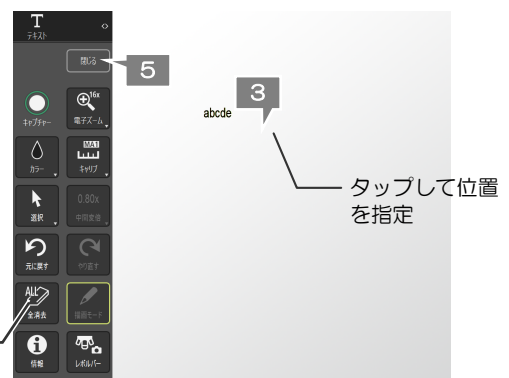 T
テキスト
閉じる
5
16x
キャプチャー
電子ズーム
3
abcde
MA1
カラー
キャリブ
タップして位置
を指定
選択
0.80x
中間変倍
元に戻す
やり直す
ALL
全消去
描画モード
情報
レボルバー